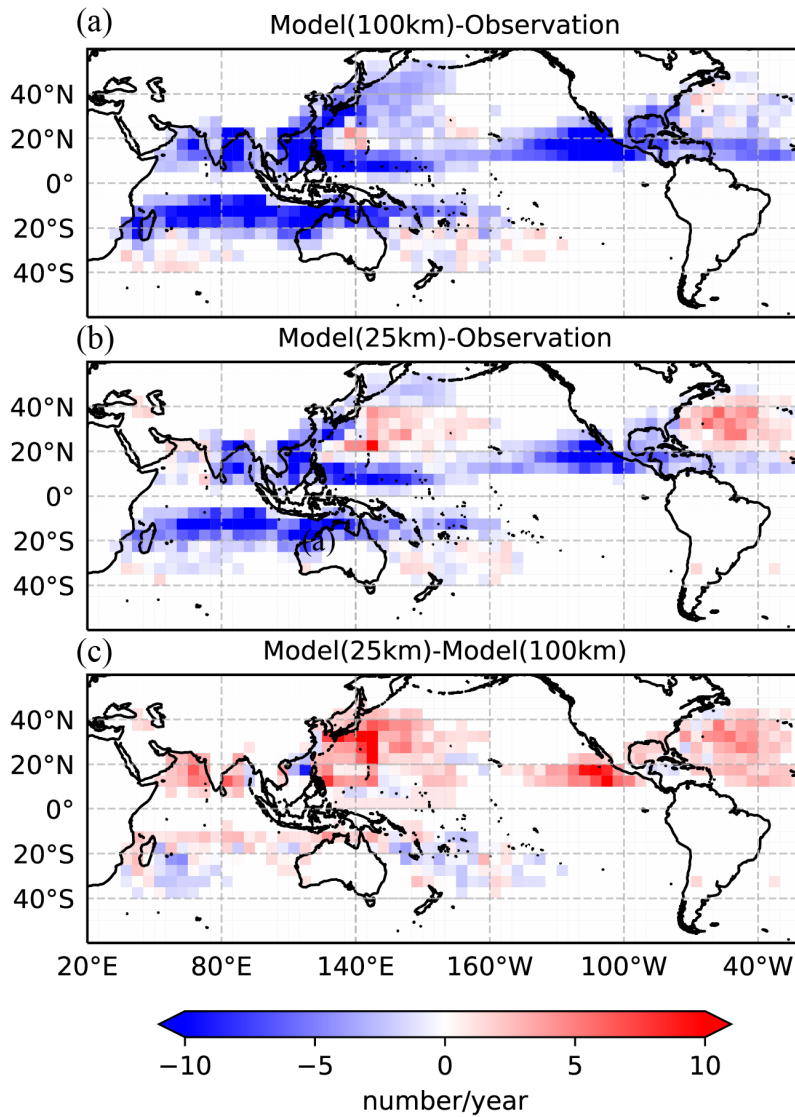 (a)
Model(100km)-Observation
40°N
20°N
0°
20°S
40°S
(b)
Model(25km)-Observation
40°N
20°N
0°
20°S
(a)
40°S
(c)
Model(25km)-Model(100km)
40°N
20°N
0°
20°S
40°S
20°E 80°E 140°E 160°W 100°W 40°W
−10 −5 0 5 10
number/year